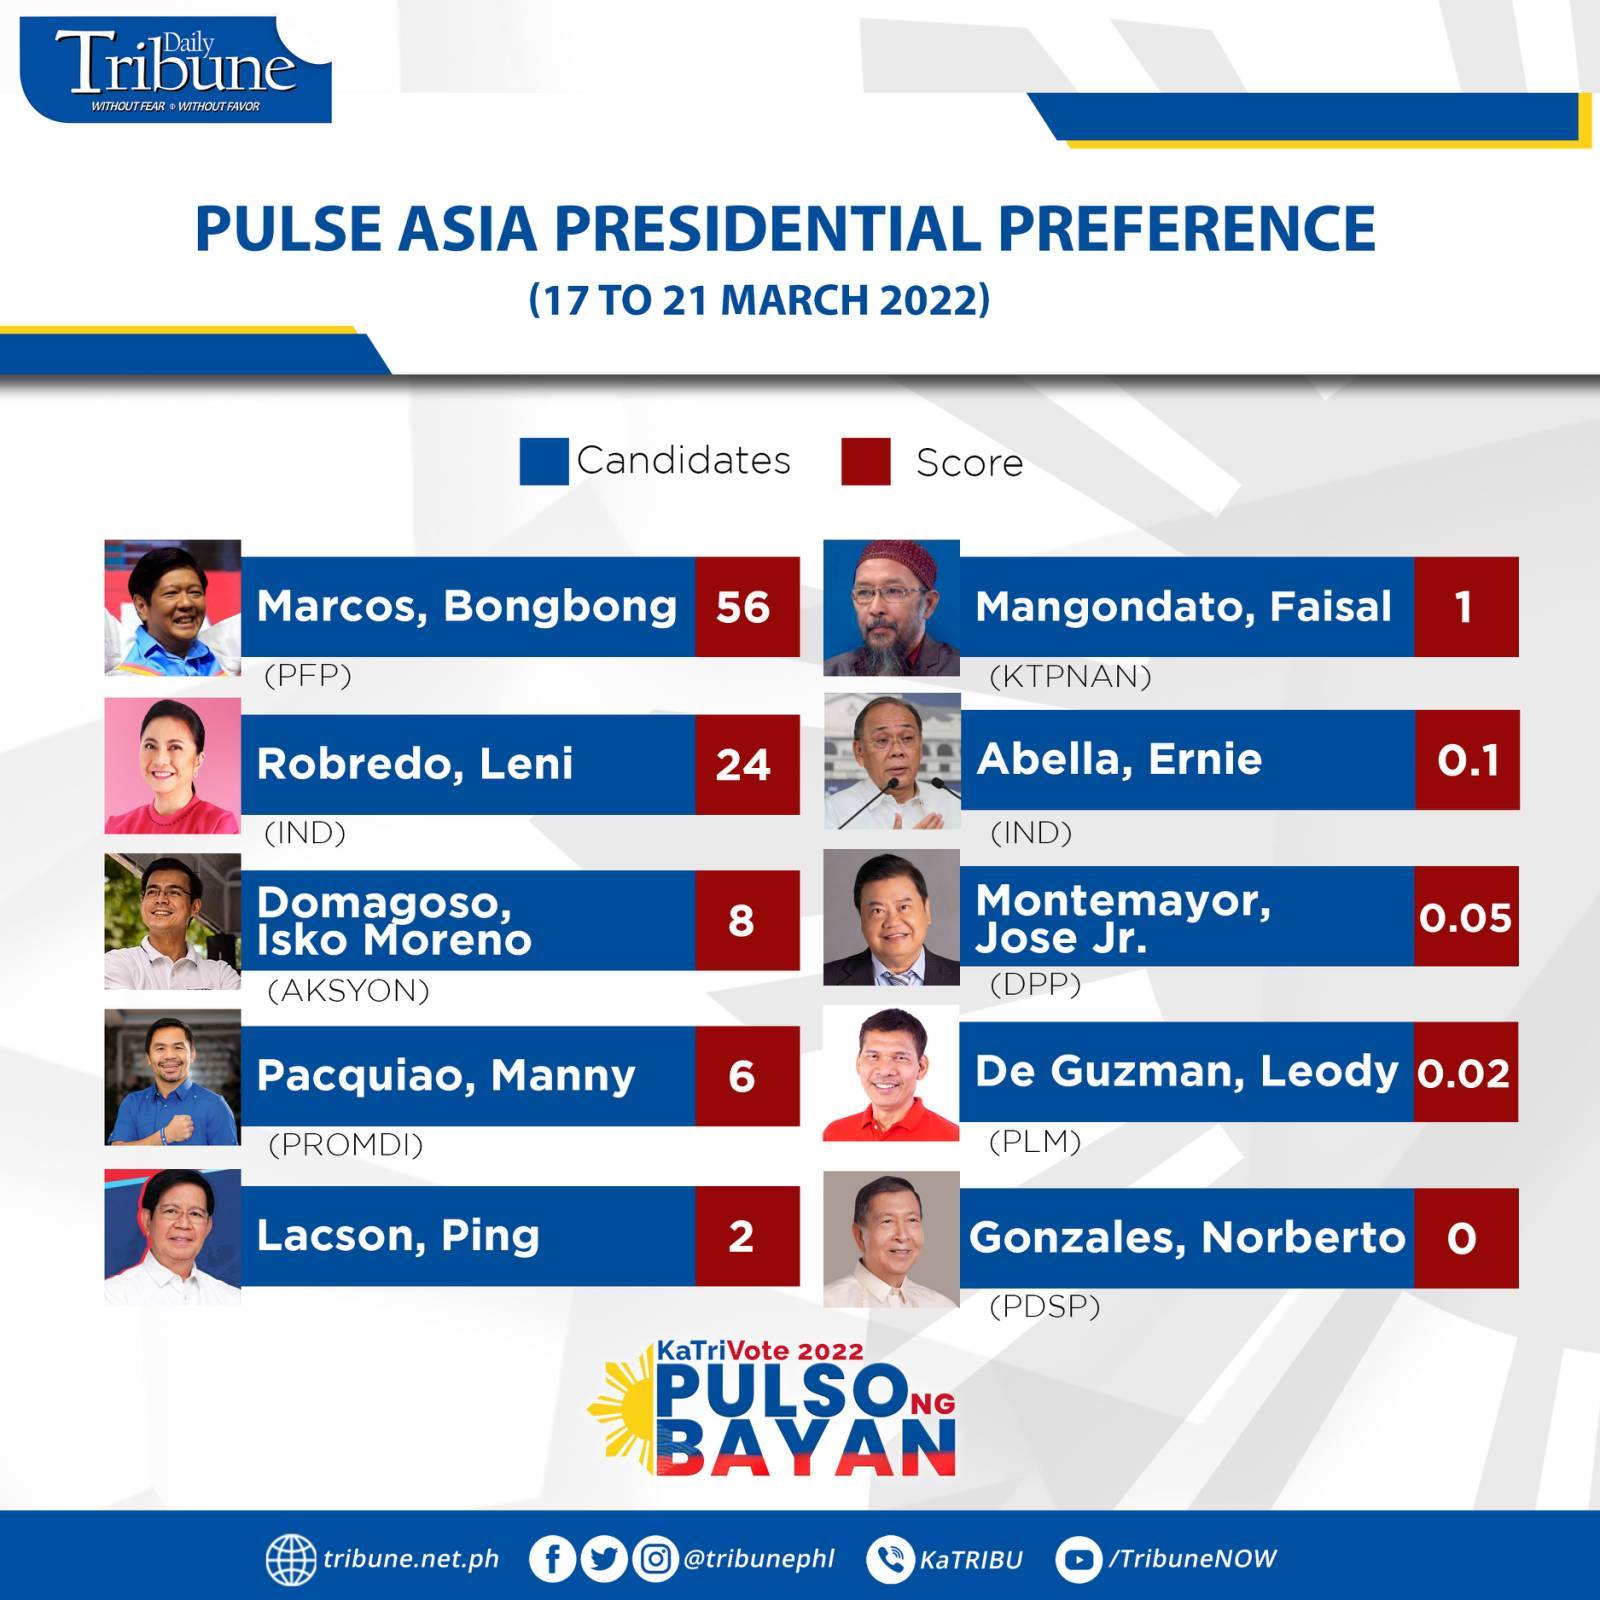 Daily
Tribune
WITHOUT FEAR WITHOUT FAVOR
PULSE ASIA PRESIDENTIAL PREFERENCE
(17 TO 21 MARCH 2022)
Candidates Score
Marcos, Bongbong 56
(PFP)
Robredo, Leni 24
(IND)
Domagoso,
Isko Moreno 8
(AKSYON)
Pacquiao, Manny 6
(PROMDI)
Lacson, Ping 2
Mangondato, Faisal 1
(KTPNAN)
Abella, Ernie 0.1
(IND)
Montemayor,
Jose Jr. 0.05
(DPP)
De Guzman, Leody 0.02
(PLM)
Gonzales, Norberto 0
(PDSP)
KaTriVote 2022
PULSO NG
BAYAN
tribune.net.ph @tribunephl KaTRIBU /TribuneNOW